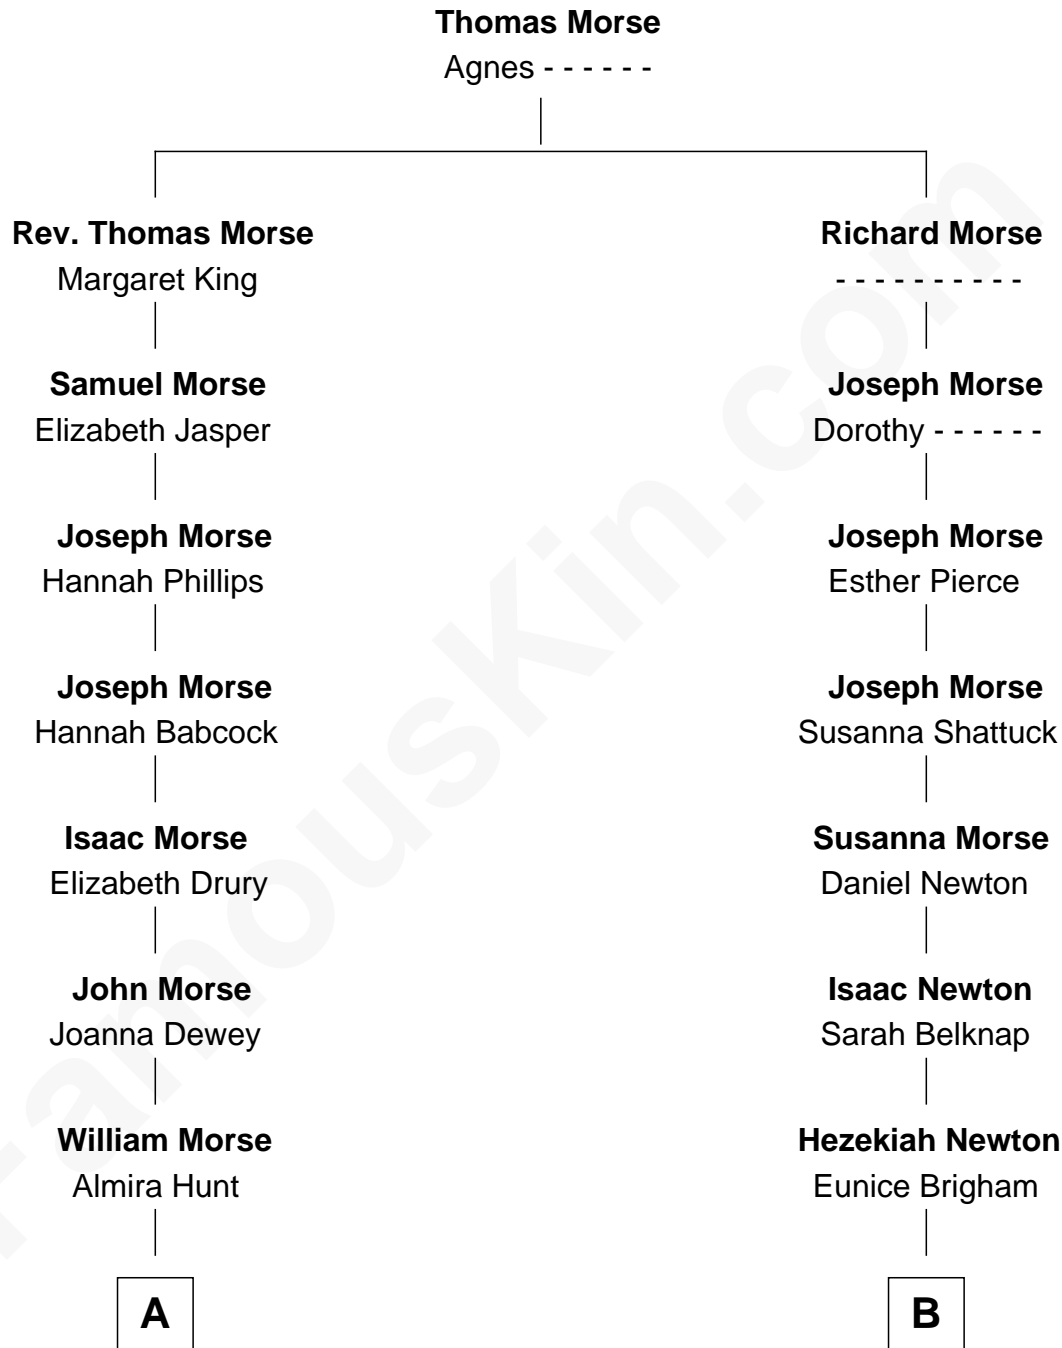 Thomas Morse
Agnes - - - - - -
Rev. Thomas Morse
Margaret King
Richard Morse
- - - - - - - - - -
Samuel Morse
Elizabeth Jasper
Joseph Morse
Dorothy - - - - - -
Joseph Morse
Hannah Phillips
Joseph Morse
Esther Pierce
Joseph Morse
Hannah Babcock
Joseph Morse
Susanna Shattuck
Isaac Morse
Elizabeth Drury
Susanna Morse
Daniel Newton
John Morse
Joanna Dewey
Isaac Newton
Sarah Belknap
William Morse
Almira Hunt
Hezekiah Newton
Eunice Brigham
A
B
FamousKin.com